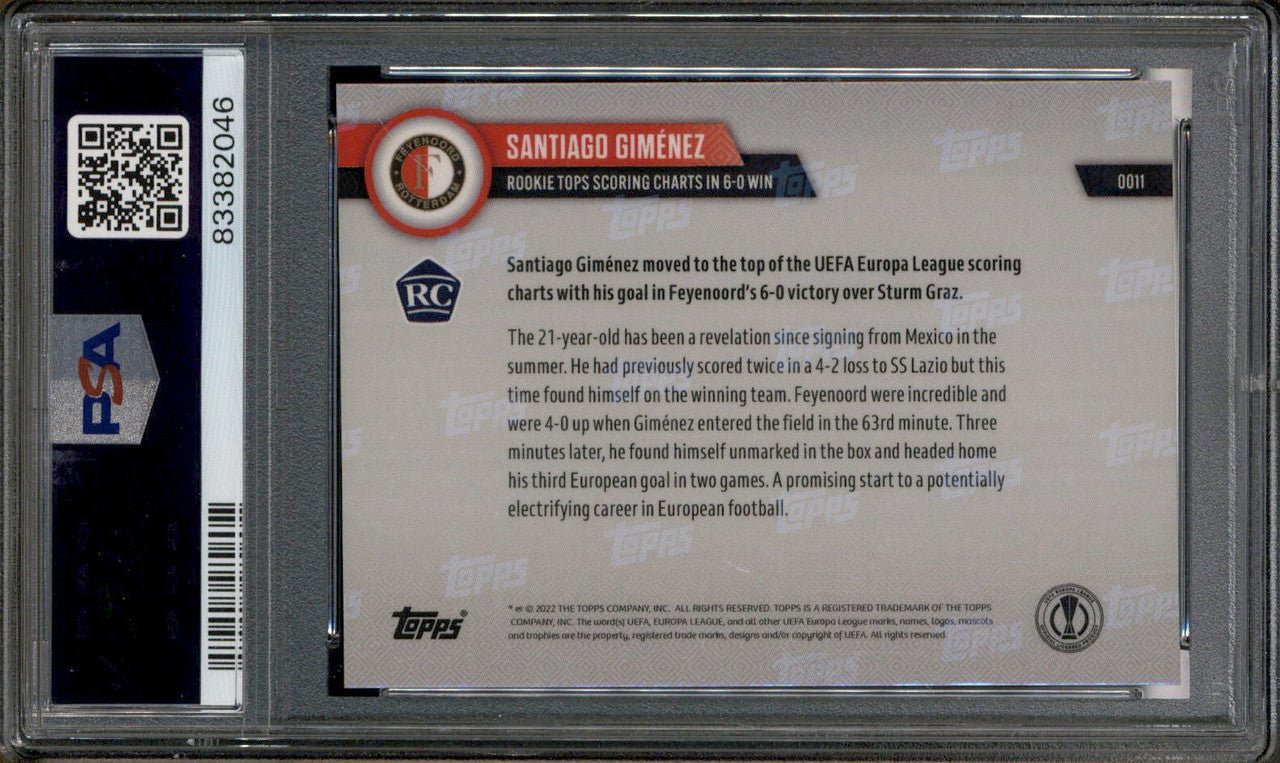 83382046
PSA
FEYENOORD
F
ROTTERDAM
SANTIAGO GIMÉNEZ
ROOKIE TOPS SCORING CHARTS IN 6-0 WIN
0011
RC
Santiago Giménez moved to the top of the UEFA Europa League scoring
charts with his goal in Feyenoord's 6-0 victory over Sturm Graz.
The 21-year-old has been a revelation since signing from Mexico in the
summer. He had previously scored twice in a 4-2 loss to SS Lazio but this
time found himself on the winning team. Feyenoord were incredible and
were 4-0 up when Giménez entered the field in the 63rd minute. Three
minutes later, he found himself unmarked in the box and headed home
his third European goal in two games. A promising start to a potentially
electrifying career in European football.
Topps®
* es © 2022 THE TOPPS COMPANY, INC. ALL RIGHTS RESERVED. TOPPS IS A REGISTERED TRADEMARK OF THE TOPPS
COMPANY, INC. The word(s) UEFA, EUROPA LEAGUE, and all other UEFA Europa League marks, names, logos, mascots
and trophies are the property, registered trade marks, designs and/or copyright of UEFA. All rights reserved.